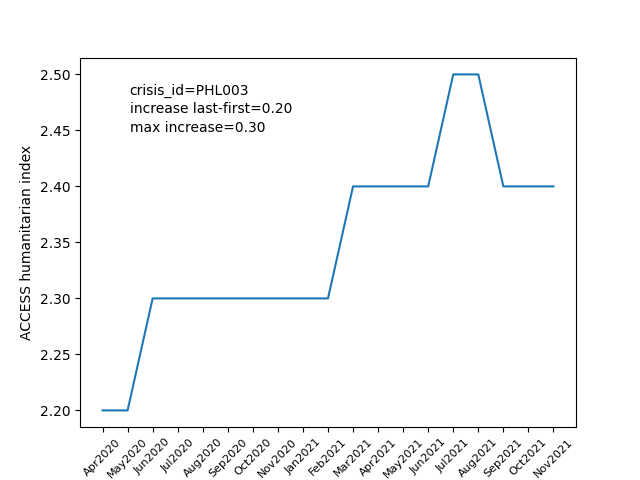 crisis_id=PHL003
increase last-first=0.20
max increase=0.30
ACCESS humanitarian index
2.50
2.45
2.40
2.35
2.30
2.25
2.20
Apr2020
May2020
Jun2020
Jul2020
Aug2020
Sep2020
Oct2020
Nov2020
Jan2021
Feb2021
Mar2021
Apr2021
May2021
Jun2021
Jul2021
Aug2021
Sep2021
Oct2021
Nov2021